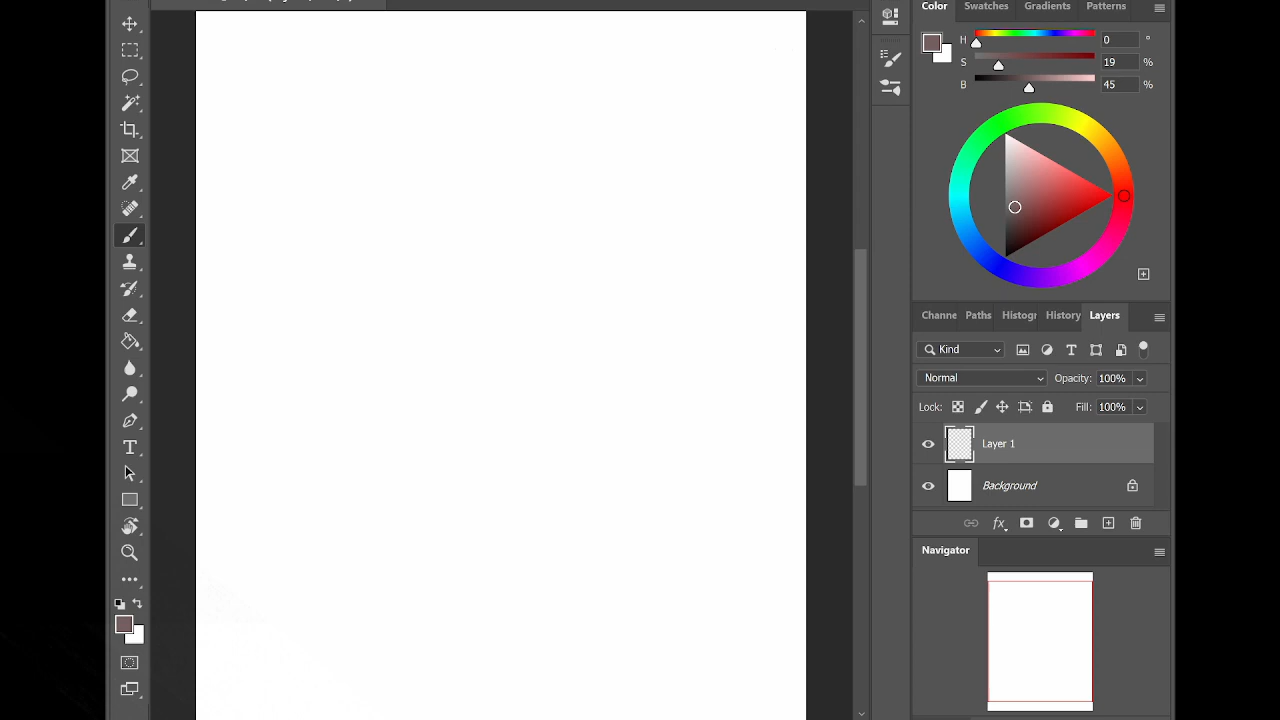 Color Swatches Gradients Patterns
H 0 °
S 19 %
B 45 %
Channe Paths Histogr History Layers
Kind
Normal Opacity: 100%
Lock: Fill: 100%
Layer 1
Background
fx
Navigator